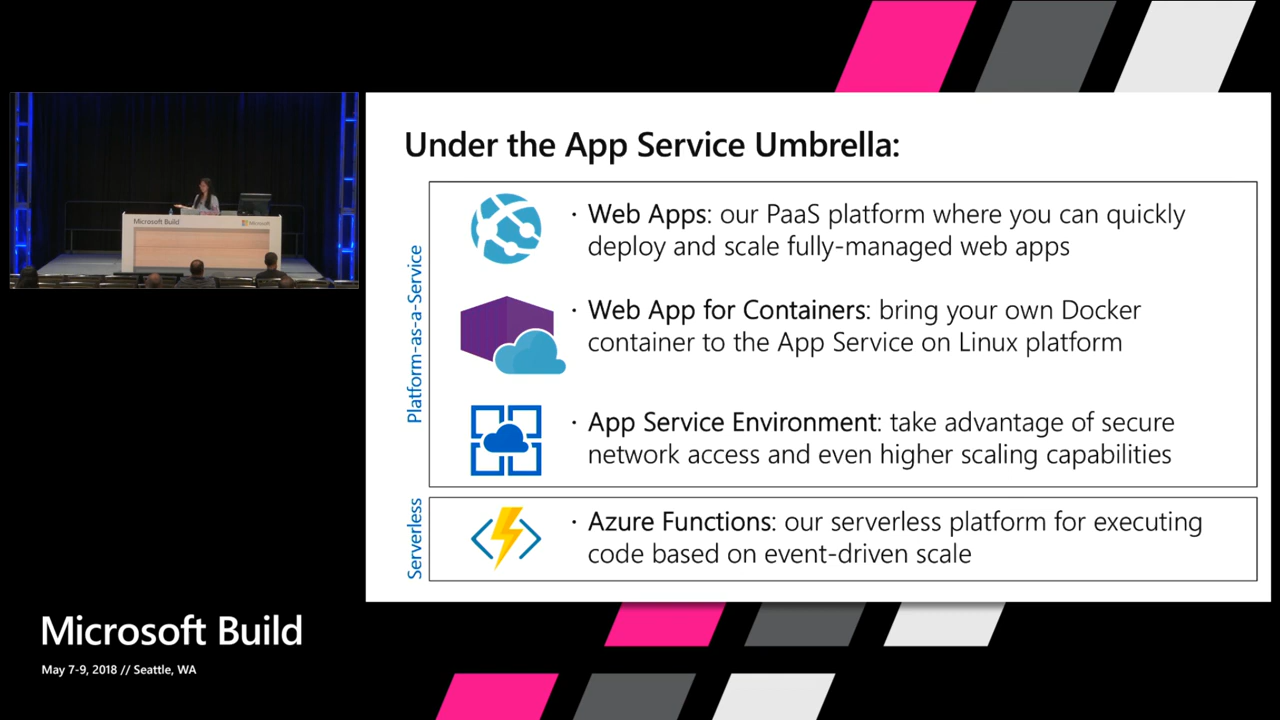 Under the App Service Umbrella:
Platform-as-a-Service
· Web Apps: our PaaS platform where you can quickly
deploy and scale fully-managed web apps
· Web App for Containers: bring your own Docker
container to the App Service on Linux platform
· App Service Environment: take advantage of secure
network access and even higher scaling capabilities
Serverless
· Azure Functions: our serverless platform for executing
code based on event-driven scale
Microsoft Build
Microsoft
Microsoft Build
May 7-9, 2018 // Seattle, WA